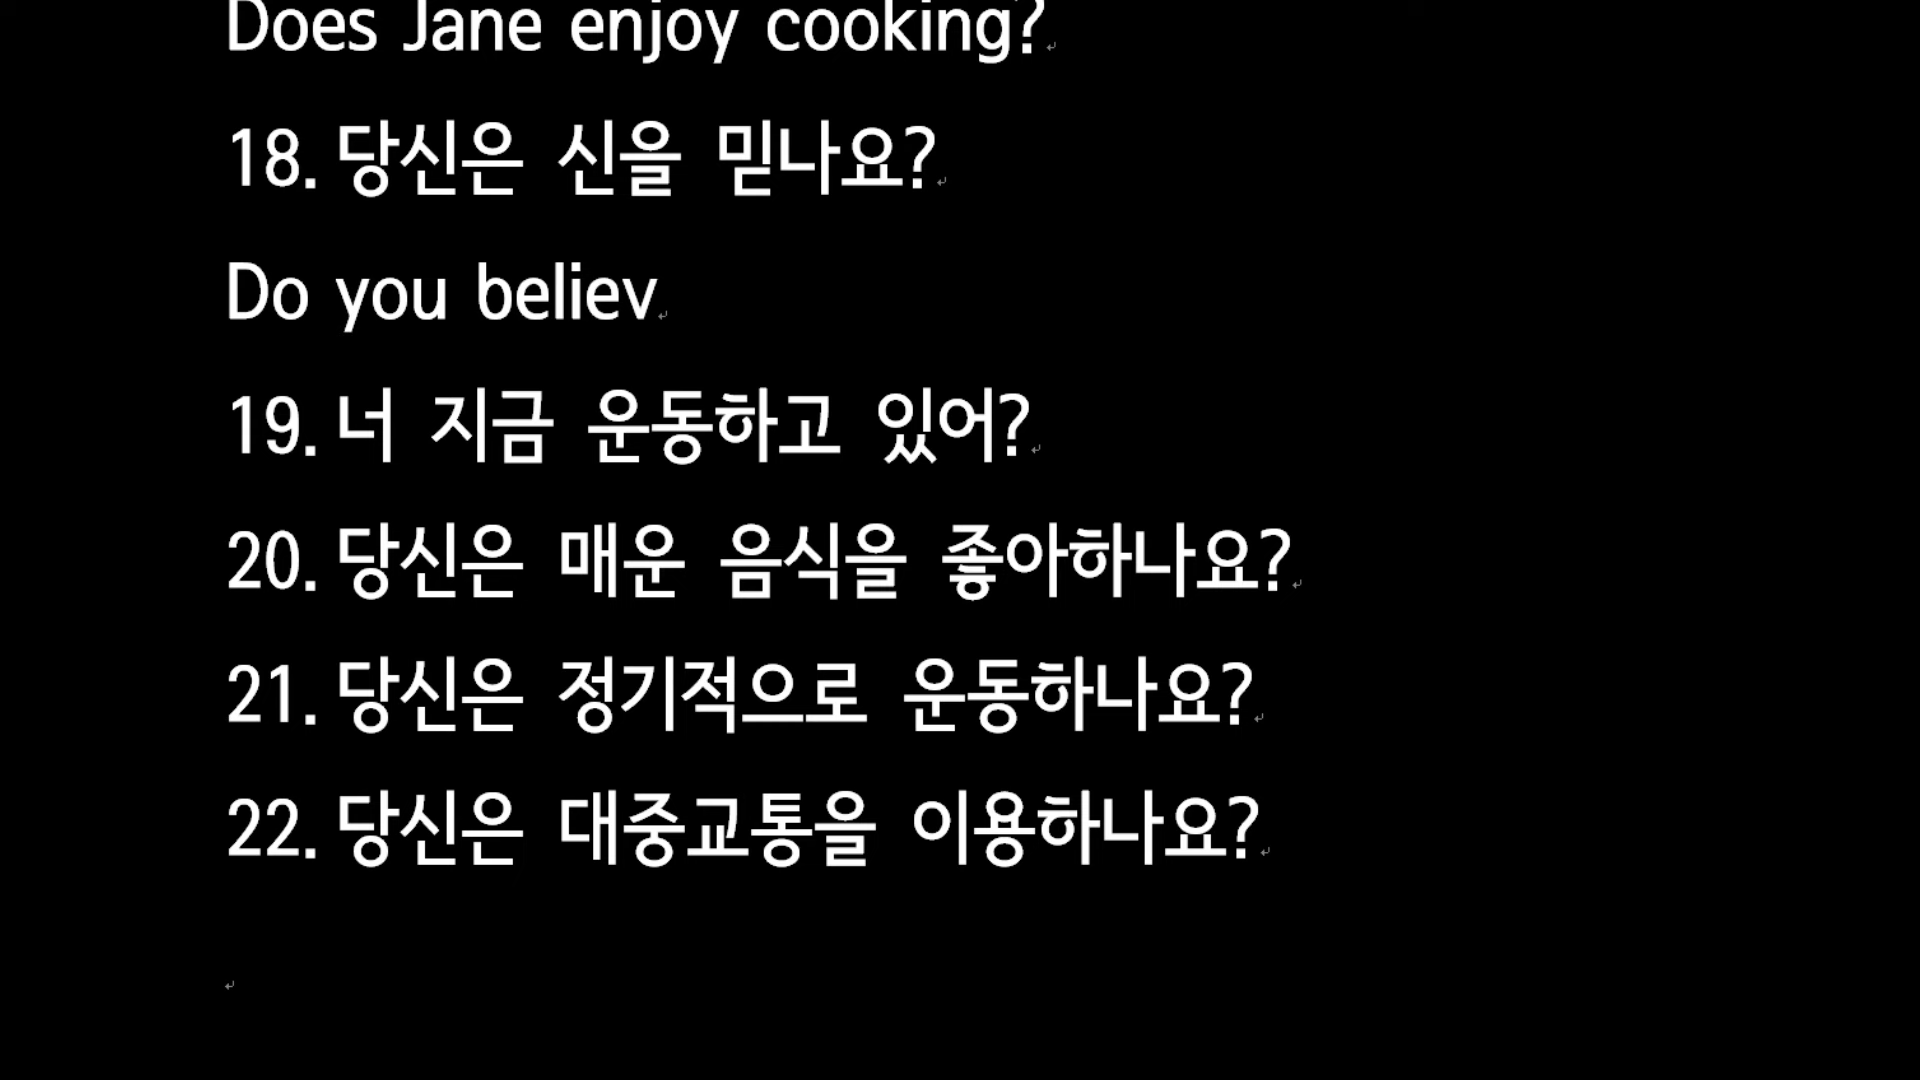 Does Jane enjoy cooking?
18. 당신은 신을 믿나요?
Do you believ
19. 너 지금 운동하고 있어?
20. 당신은 매운 음식을 좋아하나요?
21. 당신은 정기적으로 운동하나요?
22. 당신은 대중교통을 이용하나요?